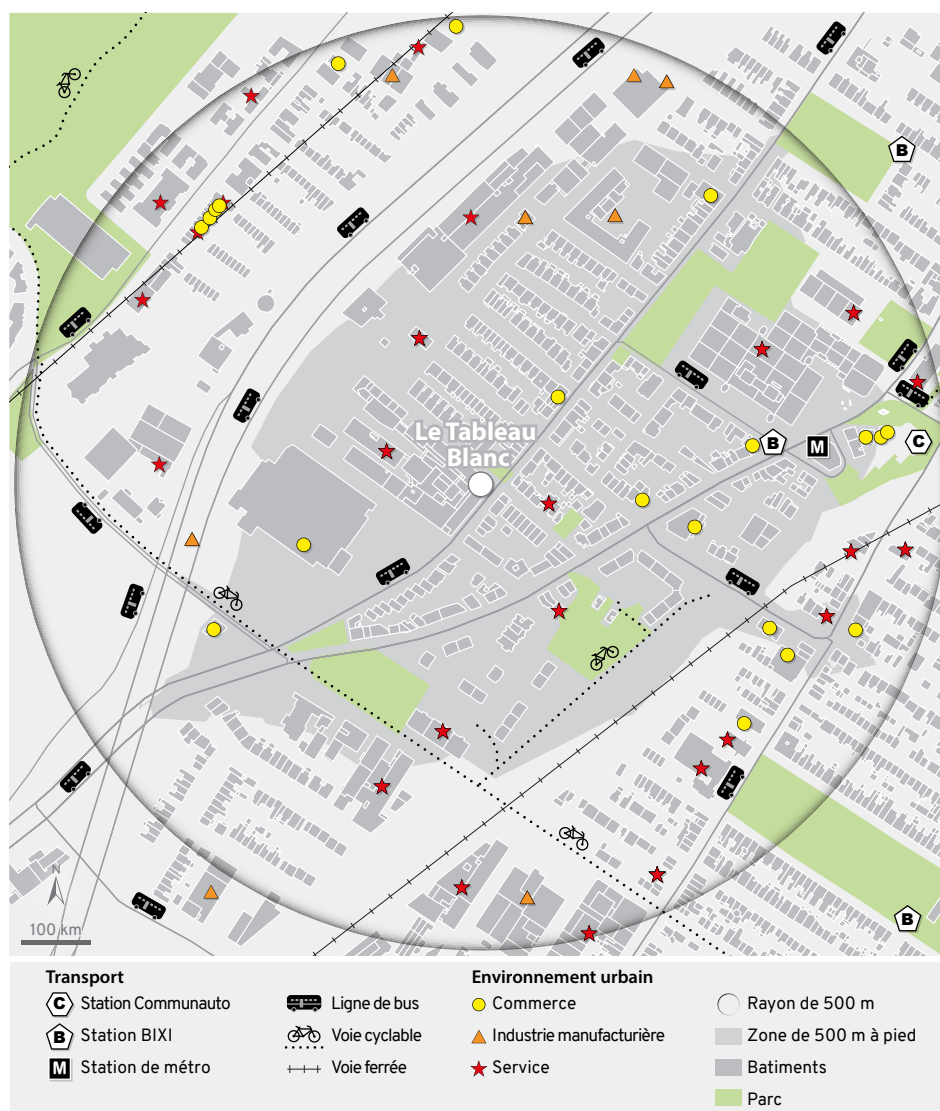 B
Le Tableau
Blanc
B
M
C
N
100 km
B
Transport
C Station Communauto
B Station BIXI
M Station de métro
Ligne de bus
Voie cyclable
Voie ferrée
Environnement urbain
Commerce
Industrie manufacturière
Service
Rayon de 500 m
Zone de 500 m à pied
Batiments
Parc